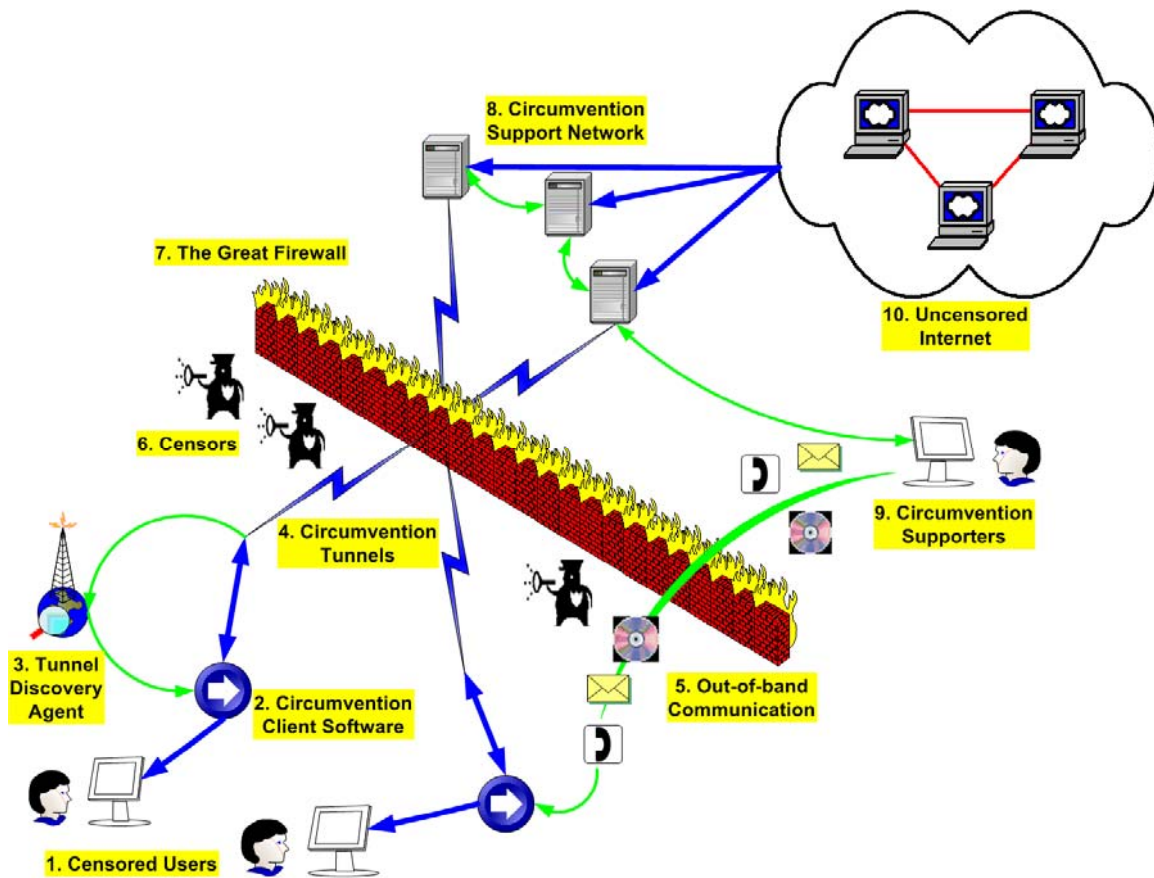 8. Circumvention
Support Network
7. The Great Firewall
10. Uncensored
Internet
6. Censors
9. Circumvention
Supporters
4. Circumvention
Tunnels
3. Tunnel
Discovery
Agent
2. Circumvention
Client Software
5. Out-of-band
Communication
1. Censored Users